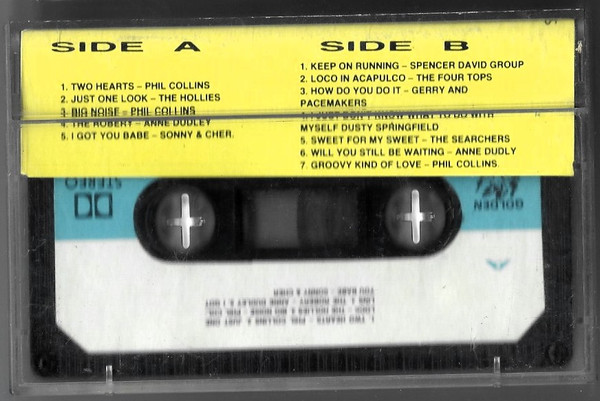 SIDE A
1. TWO HEARTS – PHIL COLLINS
2. JUST ONE LOOK – THE HOLLIES
3. BIG NOISE – PHIL COLLINS
4. THE ROBBERY – ANNE DUDLEY
5. I GOT YOU BABE – SONNY & CHER.
SIDE B
1. KEEP ON RUNNING – SPENCER DAVID GROUP
2. LOCO IN ACAPULCO – THE FOUR TOPS
3. HOW DO YOU DO IT – GERRY AND
PACEMAKERS
4. I JUST DON'T KNOW WHAT TO DO WITH
MYSELF DUSTY SPRINGFIELD
5. SWEET FOR MY SWEET – THE SEARCHERS
6. WILL YOU STILL BE WAITING – ANNE DUDLY
7. GROOVY KIND OF LOVE – PHIL COLLINS.
STEREO
GOLDEN